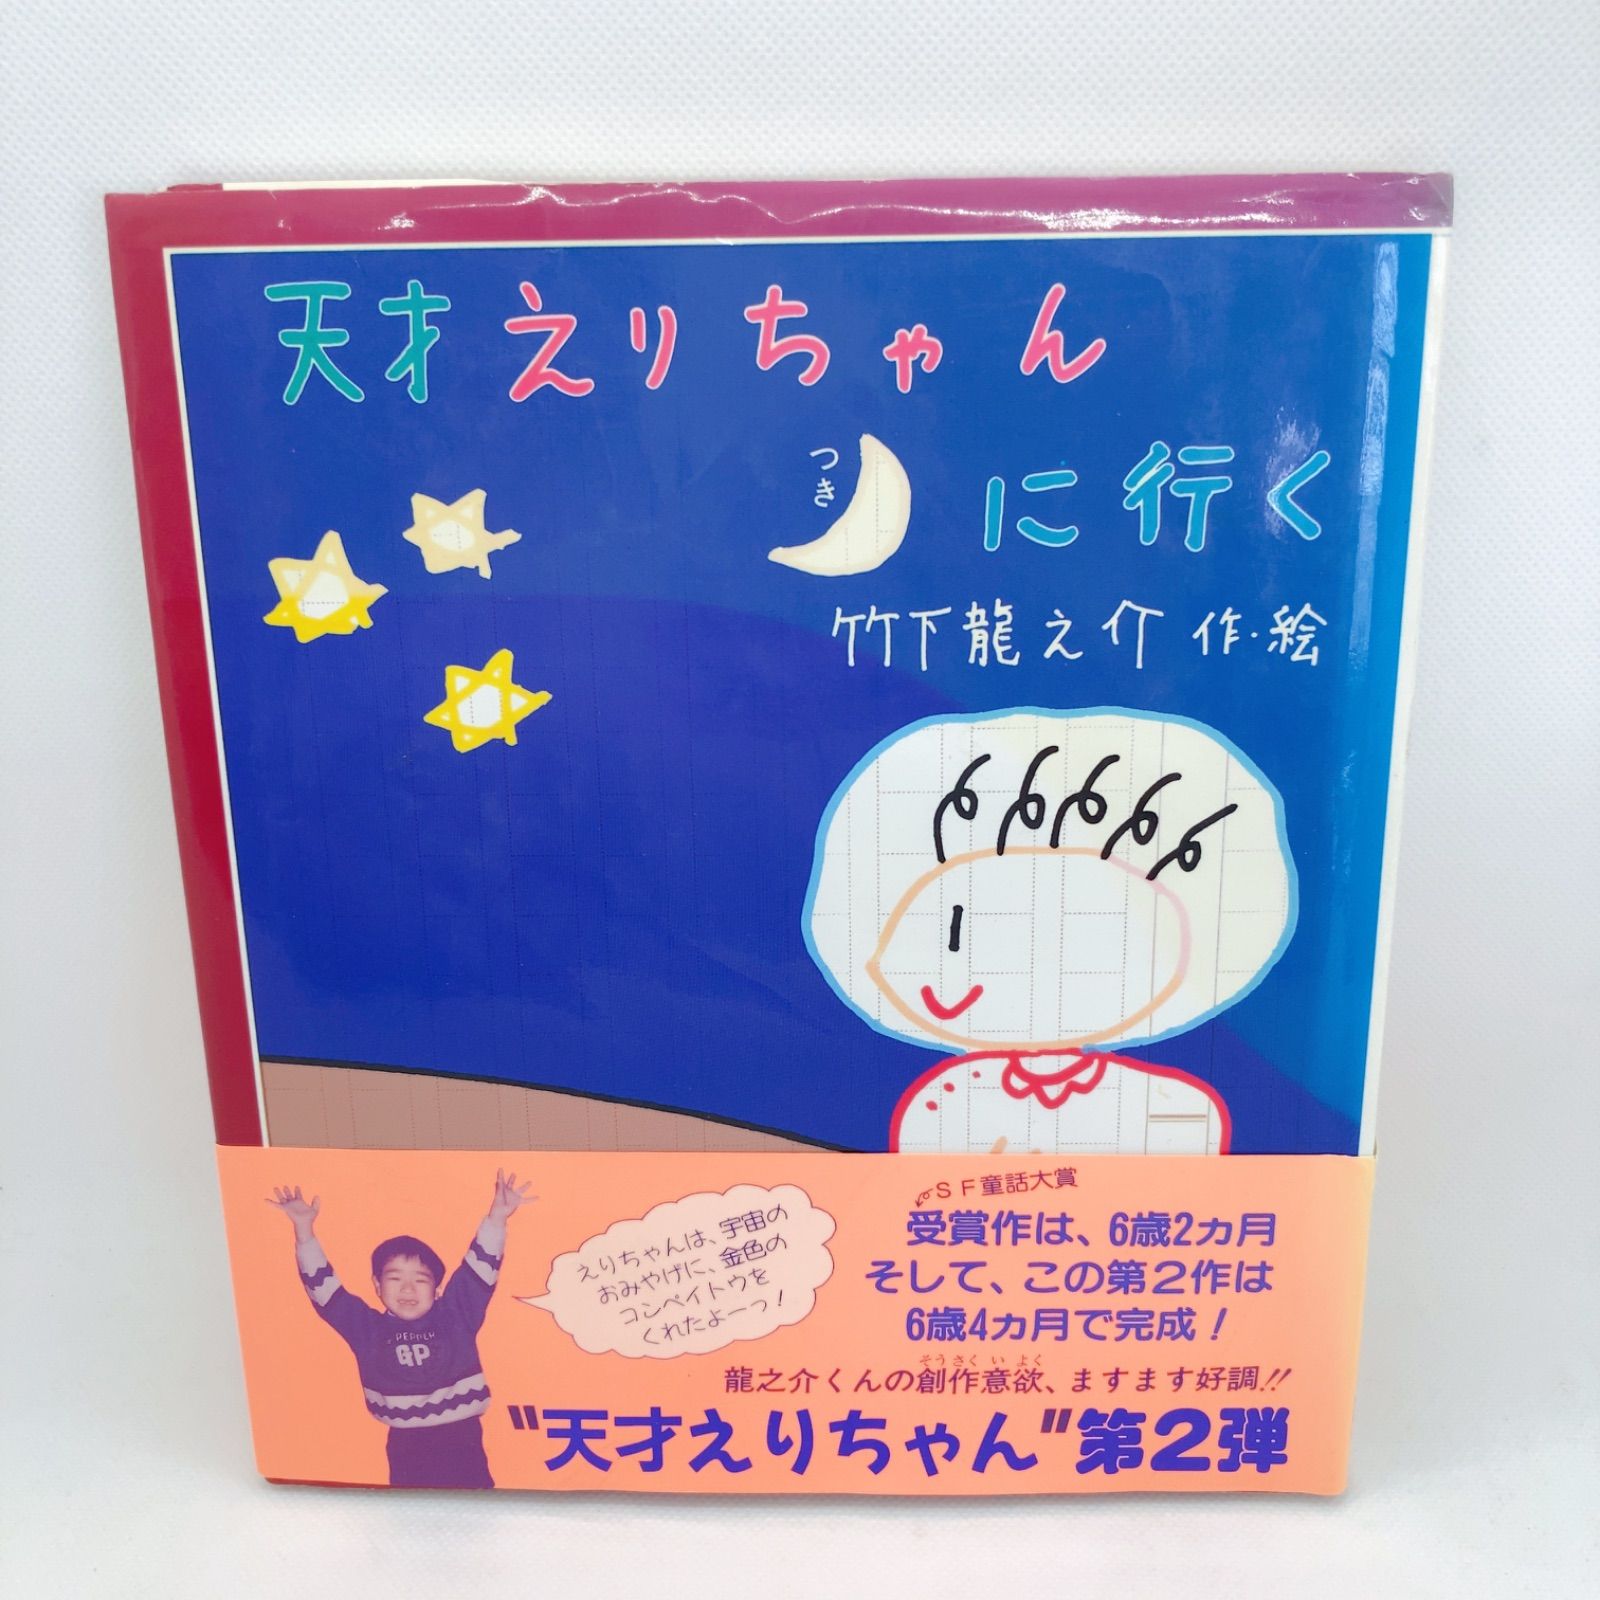 天才えりちゃん
つき
に行く
竹下龍之介 作・絵
SF童話大賞
受賞作は、6歳2カ月
そして、この第2作は
6歳4カ月で完成！
えりちゃんは、宇宙の
おみやげに、金色の
コンペイトウを
くれたよーっ！
GP
そうさくいよく
龍之介くんの創作意欲、ますます好調!!
"天才えりちゃん"第2弾